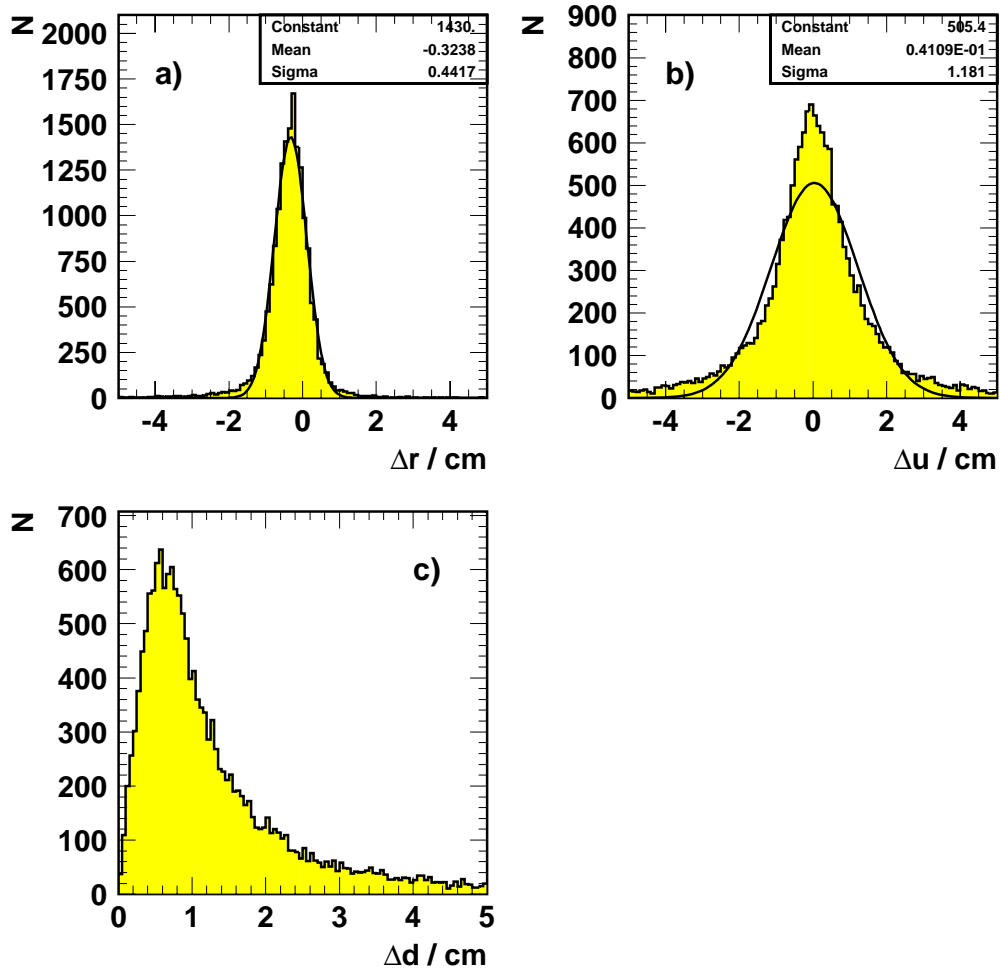 N
2000
1750
1500
1250
1000
750
500
250
0
a)
Constant 1430.
Mean -0.3238
Sigma 0.4417
-4 -2 0 2 4
Δr / cm
N
900
800
700
600
500
400
300
200
100
0
b)
Constant 505.4
Mean 0.4109E-01
Sigma 1.181
-4 -2 0 2 4
Δu / cm
N
700
600
500
400
300
200
100
0
c)
0 1 2 3 4 5
Δd / cm